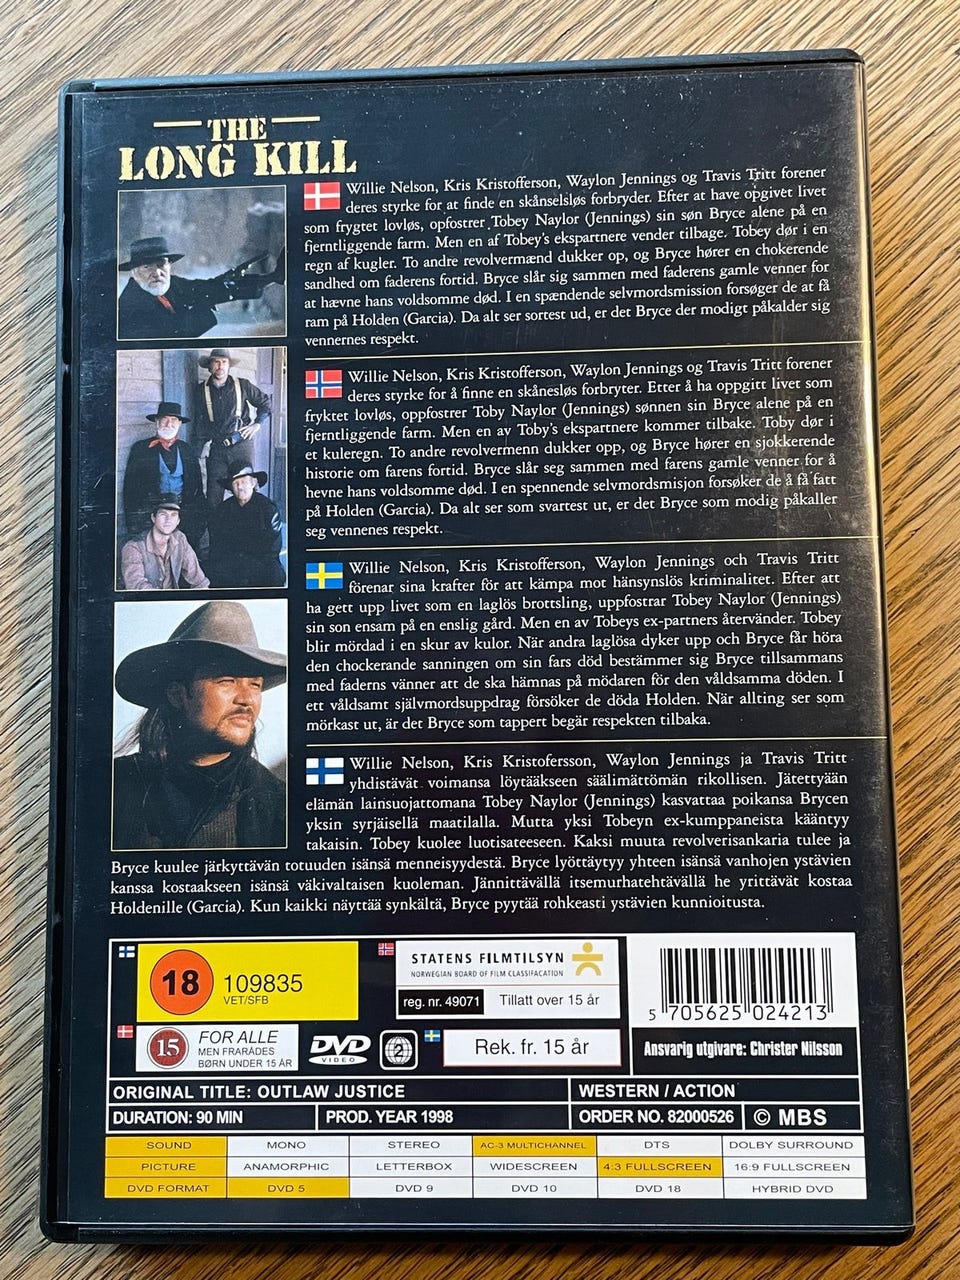 THE
LONG KILL
Willie Nelson, Kris Kristofferson, Waylon Jennings og Travis Tritt forener
deres styrke for at finde en skånselsløs forbryder. Efter at have opgivet livet
som frygtet lovløs, opfostrer Tobey Naylor (Jennings) sin søn Bryce alene på en
fjerntliggende farm. Men en af Tobey's ekspartnere vender tilbage. Tobey dør i en
regn af kugler. To andre revolvermænd dukker op, og Bryce hører en chokerende
sandhed om faderens fortid. Bryce slår sig sammen med faderens gamle venner for
at hævne hans voldsomme død. I en spændende selvmordsmission forsøger de at få
ram på Holden (Garcia). Da alt ser sortest ud, er det Bryce der modigt påkalder sig
vennernes respekt.
Willie Nelson, Kris Kristofferson, Waylon Jennings og Travis Tritt forener
deres styrke for å finne en skånesløs forbryter. Etter å ha oppgitt livet som
fryktet lovløs, oppfostrer Toby Naylor (Jennings) sønnen sin Bryce alene på en
fjerntliggende farm. Men en av Toby's ekspartnere kommer tilbake. Toby dør i
et kuleregn. To andre revolvermenn dukker opp, og Bryce hører en sjokkerende
historie om farens fortid. Bryce slår seg sammen med farens gamle venner for å
hevne hans voldsomme død. I en spennende selvmordsmisjon forsøker de å få fatt
på Holden (Garcia). Da alt ser som svartest ut, er det Bryce som modig påkaller
seg vennenes respekt.
Willie Nelson, Kris Kristofferson, Waylon Jennings och Travis Tritt
förenar sina krafter för att kämpa mot hänsynslös kriminalitet. Efter att
ha gett upp livet som en laglös brottsling, uppfostrar Tobey Naylor (Jennings)
sin son ensam på en enslig gård. Men en av Tobeys ex-partners återvänder. Tobey
blir mördad i en skur av kulor. När andra laglösa dyker upp och Bryce får höra
den chockerande sanningen om sin fars död bestämmer sig Bryce tillsammans
med faderns vänner att de ska hämnas på mödaren för den våldsamma döden. I
ett våldsamt självmordsuppdrag försöker de döda Holden. När allting ser som
mörkast ut, är det Bryce som tappert begär respekten tilbaka.
Willie Nelson, Kris Kristofersson, Waylon Jennings ja Travis Tritt
yhdistävät voimansa löytääkseen säälimättömän rikollisen. Jätettyään
elämän lainsuojattomana Tobey Naylor (Jennings) kasvattaa poikansa Brycen
yksin syrjäisellä maatilalla. Mutta yksi Tobeyn ex-kumppaneista kääntyy
takaisin. Tobey kuolee luotisateeseen. Kaksi muuta revolverisankaria tulee ja
Bryce kuulee järkyttävän totuuden isänsä menneisyydestä. Bryce lyöttäytyy yhteen isänsä vanhojen ystävien
kanssa kostaakseen isänsä väkivaltaisen kuoleman. Jännittävällä itsemurhatehtävällä he yrittävät kostaa
Holdenille (Garcia). Kun kaikki näyttää synkältä, Bryce pyytää rohkeasti ystävien kunnioitusta.
18 109835
VET/SFB
STATENS FILMTILSYN
NORWEGIAN BOARD OF FILM CLASSIFACATION
reg. nr. 49071 Tillatt over 15 år
5 705625 024213
15 FOR ALLE
MEN FRARÅDES
BØRN UNDER 15 ÅR
DVD
VIDEO
2
Rek. fr. 15 år
Ansvarig utgivare: Christer Nilsson
ORIGINAL TITLE: OUTLAW JUSTICE WESTERN / ACTION
DURATION: 90 MIN PROD. YEAR 1998 ORDER NO. 82000526 © MBS
SOUND MONO STEREO AC-3 MULTICHANNEL DTS DOLBY SURROUND
PICTURE ANAMORPHIC LETTERBOX WIDESCREEN 4:3 FULLSCREEN 16:9 FULLSCREEN
DVD FORMAT DVD 5 DVD 9 DVD 10 DVD 18 HYBRID DVD